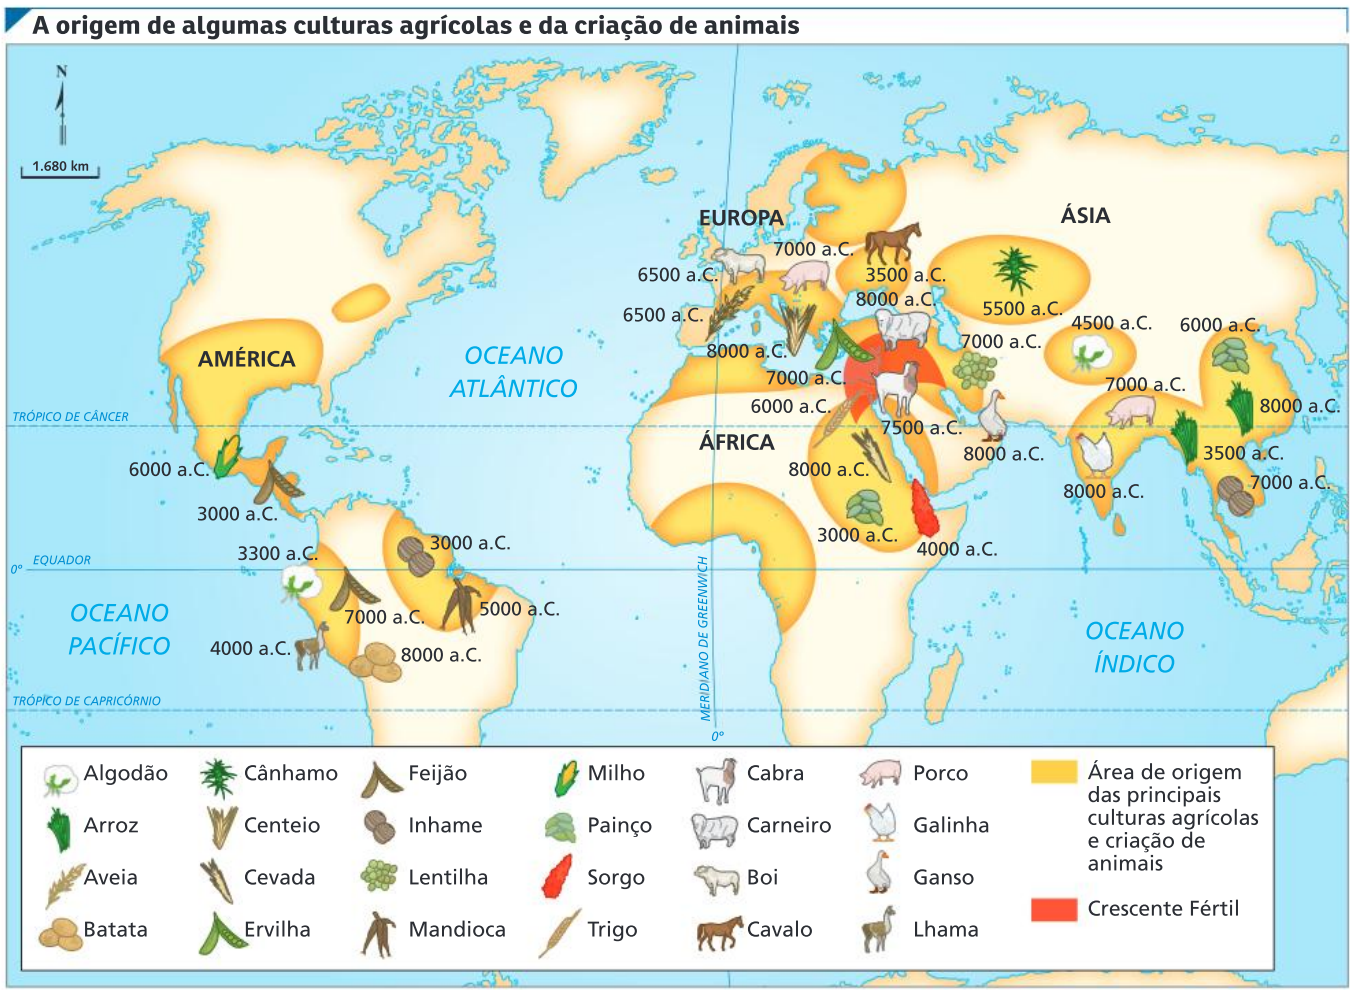 A origem de algumas culturas agrícolas e da criação de animais
N
1.680 km
EUROPA
ÁSIA
7000 a.C.
6500 a.C.
3500 a.C.
8000 a.C.
5500 a.C.
6500 a.C.
4500 a.C.
6000 a.C.
7000 a.C.
8000 a.C.
AMÉRICA
OCEANO
ATLÂNTICO
7000 a.C.
7000 a.C.
6000 a.C.
8000 a.C.
TRÓPICO DE CÂNCER
7500 a.C.
ÁFRICA
8000 a.C.
3500 a.C.
6000 a.C.
8000 a.C.
7000 a.C.
8000 a.C.
3000 a.C.
3000 a.C.
3000 a.C.
4000 a.C.
3300 a.C.
0°
EQUADOR
MERIDIANO DE GREENWICH
0°
OCEANO
PACÍFICO
7000 a.C.
5000 a.C.
4000 a.C.
8000 a.C.
OCEANO
ÍNDICO
TRÓPICO DE CAPRICÓRNIO
Algodão
Cânhamo
Feijão
Milho
Cabra
Porco
Arroz
Centeio
Inhame
Painço
Carneiro
Galinha
Aveia
Cevada
Lentilha
Sorgo
Boi
Ganso
Batata
Ervilha
Mandioca
Trigo
Cavalo
Lhama
Área de origem
das principais
culturas agrícolas
e criação de
animais
Crescente Fértil